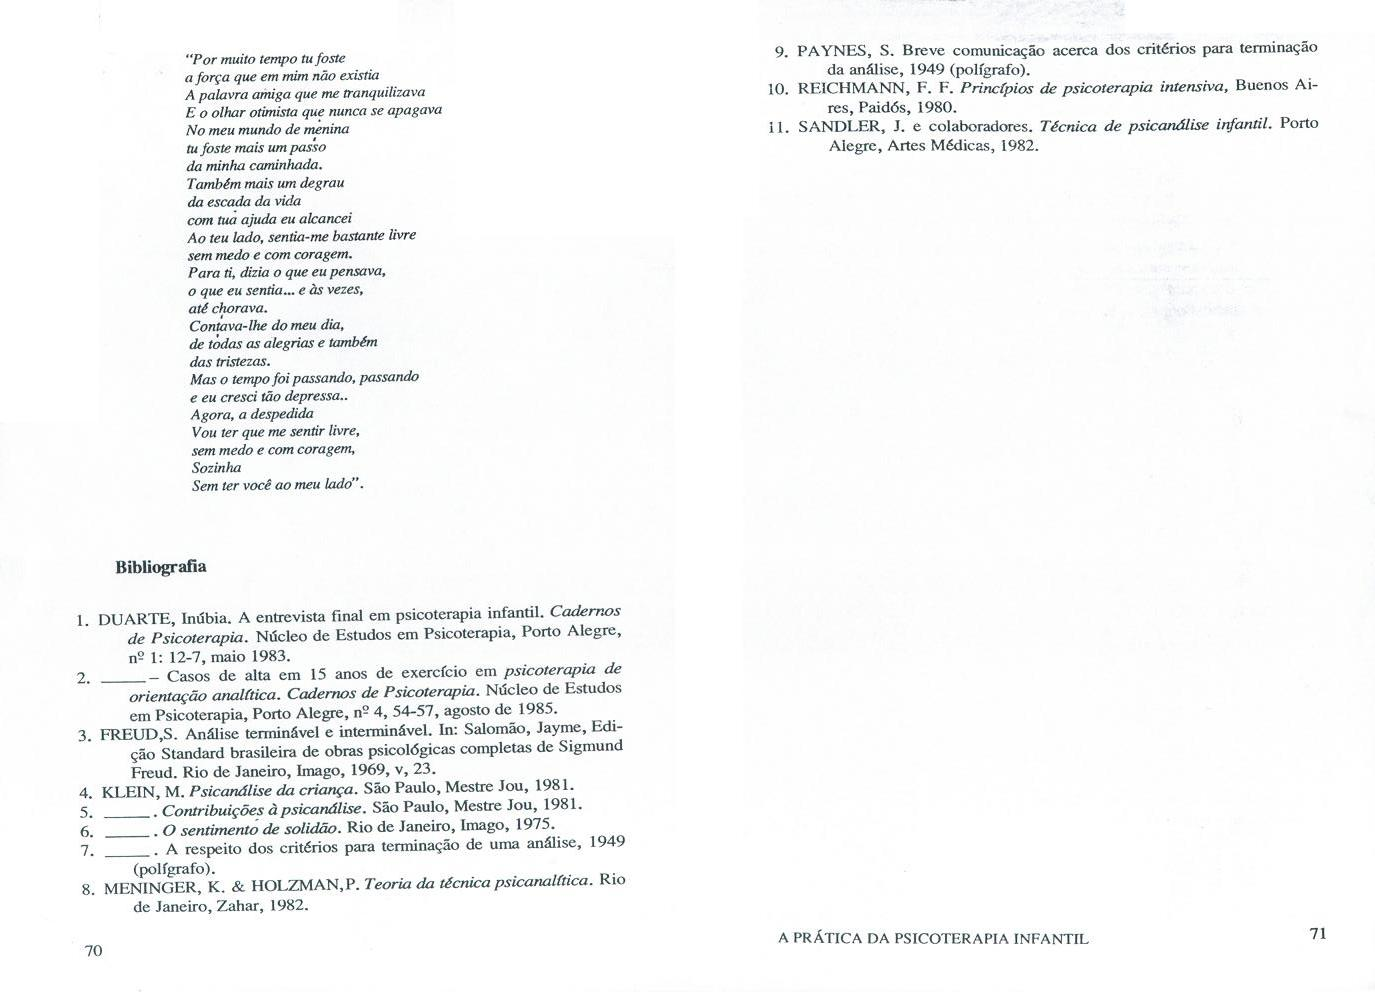 “Por muito tempo tu foste
a força que em mim não existia
A palavra amiga que me tranquilizava
E o olhar otimista que nunca se apagava
No meu mundo de menina
tu foste mais um passo
da minha caminhada.
Também mais um degrau
da escada da vida
com tua ajuda eu alcancei
Ao teu lado, sentia-me bastante livre
sem medo e com coragem.
Para ti, dizia o que eu pensava,
o que eu sentia... e às vezes,
até chorava.
Contava-lhe do meu dia,
de todas as alegrias e também
das tristezas.
Mas o tempo foi passando, passando
e eu cresci tão depressa..
Agora, a despedida
Vou ter que me sentir livre,
sem medo e com coragem,
Sozinha
Sem ter você ao meu lado”.
Bibliografia
1. DUARTE, Inúbia. A entrevista final em psicoterapia infantil. Cadernos
de Psicoterapia. Núcleo de Estudos em Psicoterapia, Porto Alegre,
nº 1: 12-7, maio 1983.
2. _____– Casos de alta em 15 anos de exercício em psicoterapia de
orientação analítica. Cadernos de Psicoterapia. Núcleo de Estudos
em Psicoterapia, Porto Alegre, nº 4, 54-57, agosto de 1985.
3. FREUD,S. Análise terminável e interminável. In: Salomão, Jayme, Edi-
ção Standard brasileira de obras psicológicas completas de Sigmund
Freud. Rio de Janeiro, Imago, 1969, v, 23.
4. KLEIN, M. Psicanálise da criança. São Paulo, Mestre Jou, 1981.
5. _____. Contribuições à psicanálise. São Paulo, Mestre Jou, 1981.
6. _____. O sentimento de solidão. Rio de Janeiro, Imago, 1975.
7. _____. A respeito dos critérios para terminação de uma análise, 1949
(polígrafo).
8. MENINGER, K. & HOLZMAN,P. Teoria da técnica psicanalítica. Rio
de Janeiro, Zahar, 1982.
70
9. PAYNES, S. Breve comunicação acerca dos critérios para terminação
da análise, 1949 (polígrafo).
10. REICHMANN, F. F. Princípios de psicoterapia intensiva, Buenos Ai-
res, Paidós, 1980.
11. SANDLER, J. e colaboradores. Técnica de psicanálise infantil. Porto
Alegre, Artes Médicas, 1982.
A PRÁTICA DA PSICOTERAPIA INFANTIL
71